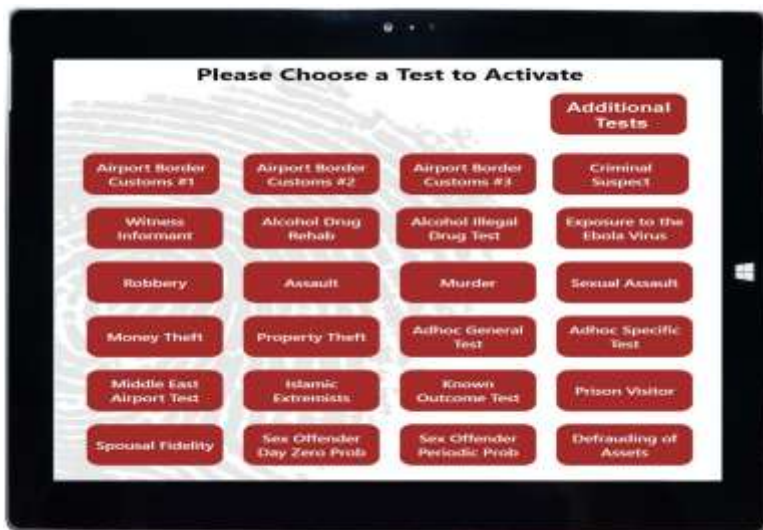 Please Choose a Test to Activate
Additional
Tests
Airport Border
Customs #1
Airport Border
Customs #2
Airport Border
Customs #3
Criminal
Suspect
Witness
Informant
Alcohol Drug
Rehab
Alcohol Illegal
Drug Test
Exposure to the
Ebola Virus
Robbery
Assault
Murder
Sexual Assault
Money Theft
Property Theft
Adhoc General
Test
Adhoc Specific
Test
Middle East
Airport Test
Islamic
Extremists
Known
Outcome Test
Prison Visitor
Spousal Fidelity
Sex Offender
Day Zero Prob
Sex Offender
Periodic Prob
Defrauding of
Assets